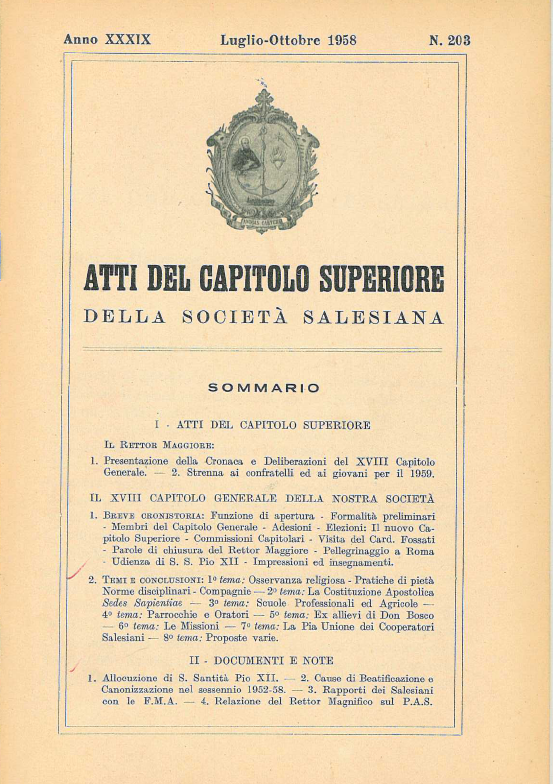 Anno XXXIX Luglio-Ottobre 1958 N. 203
ATTI DEL CAPITOLO SUPERIORE
DELLA SOCIETÀ SALESIANA
SOMMARIO
I - ATTI DEL CAPITOLO SUPERIORE
IL RETTOR MAGGIORE:
1. Presentazione della Cronaca e Deliberazioni del XVIII Capitolo
Generale. — 2. Strenna ai confratelli ed ai giovani per il 1959.
IL XVIII CAPITOLO GENERALE DELLA NOSTRA SOCIETÀ
1. BREVE CRONISTORIA: Funzione di apertura - Formalità preliminari
- Membri del Capitolo Generale - Adesioni - Elezioni: Il nuovo Ca-
pitolo Superiore - Commissioni Capitolari - Visita del Card. Fossati
- Parole di chiusura del Rettor Maggiore - Pellegrinaggio a Roma
- Udienza di S. S. Pio XII - Impressioni ed insegnamenti.
2. TEMI E CONCLUSIONI: 1º tema: Osservanza religiosa - Pratiche di pietà
Norme disciplinari - Compagnie — 2º tema: La Costituzione Apostolica
Sedes Sapientiae — 3º tema: Scuole Professionali ed Agricole —
4º tema: Parrocchie e Oratori — 5º tema: Ex allievi di Don Bosco
— 6º tema: Le Missioni — 7º tema: La Pia Unione dei Cooperatori
Salesiani — 8º tema: Proposte varie.
II - DOCUMENTI E NOTE
1. Allocuzione di S. Santità Pio XII. — 2. Cause di Beatificazione e
Canonizzazione nel sessennio 1952-58. — 3. Rapporti dei Salesiani
con le F.M.A. — 4. Relazione del Rettor Magnifico sul P.A.S.